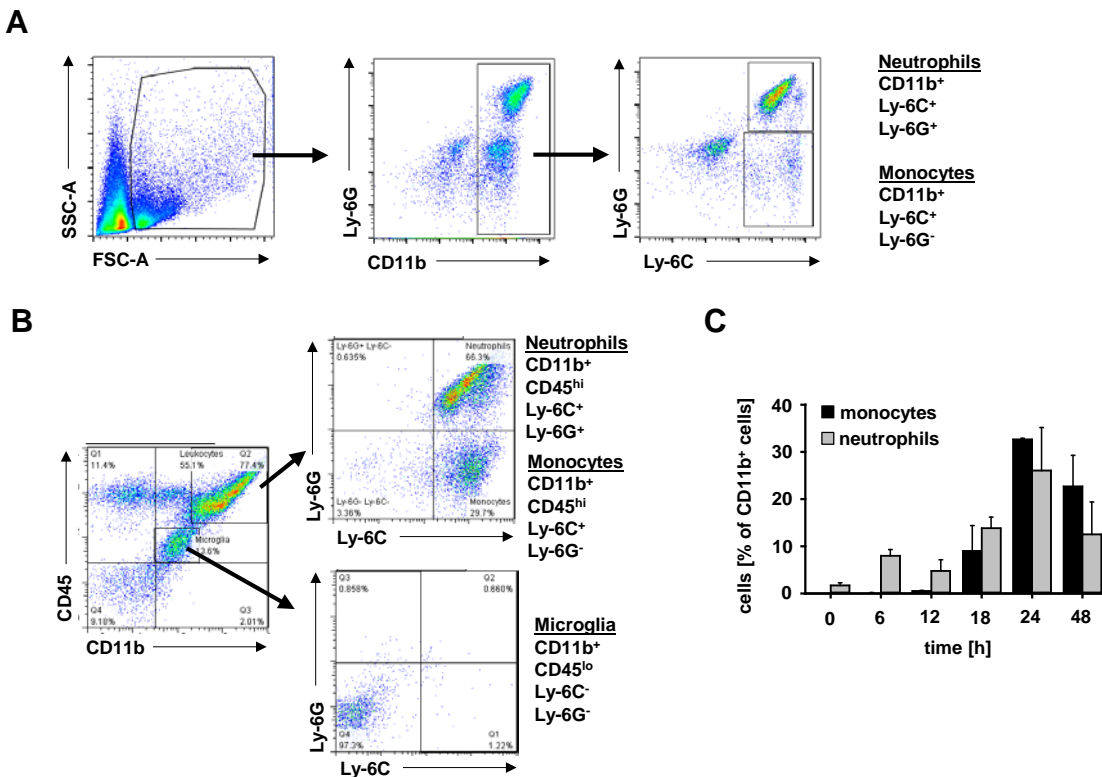 A
SSC-A
FSC-A
Ly-6G
CD11b
Ly-6G
Ly-6C
Neutrophils
CD11b⁺
Ly-6C⁺
Ly-6G⁺
Monocytes
CD11b⁺
Ly-6C⁺
Ly-6G⁻
B
CD45
CD11b
Q1
11.4%
Leukocytes
55.1%
Q2
77.4%
Microglia
13.6%
Q4
9.18%
Q3
2.01%
Ly-6G
Ly-6C
Ly-6G+ Ly-6C-
0.635%
Neutrophils
66.3%
Ly-6G- Ly-6C-
3.36%
Monocytes
29.7%
Neutrophils
CD11b⁺
CD45ʰⁱ
Ly-6C⁺
Ly-6G⁺
Monocytes
CD11b⁺
CD45ʰⁱ
Ly-6C⁺
Ly-6G⁻
Ly-6G
Ly-6C
Q3
0.858%
Q2
0.660%
Q4
97.3%
Q1
1.22%
Microglia
CD11b⁺
CD45ˡᵒ
Ly-6C⁻
Ly-6G⁻
C
cells [% of CD11b⁺ cells]
40
30
20
10
0
monocytes
neutrophils
0 6 12 18 24 48
time [h]